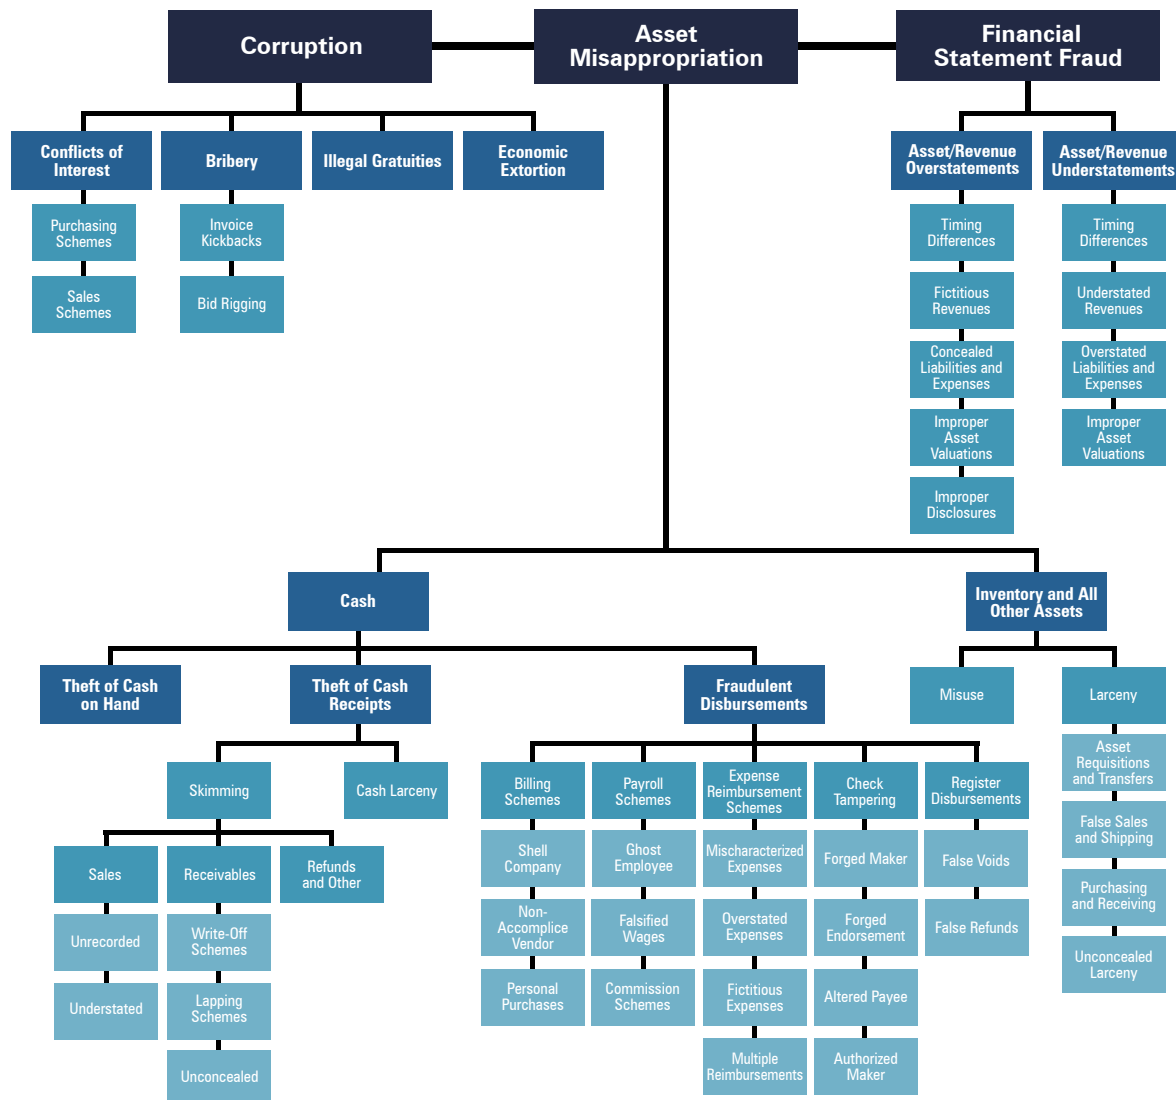 Corruption
Asset
Misappropriation
Financial
Statement Fraud
Conflicts of
Interest
Bribery
Illegal Gratuities
Economic
Extortion
Asset/Revenue
Overstatements
Asset/Revenue
Understatements
Purchasing
Schemes
Sales
Schemes
Invoice
Kickbacks
Bid Rigging
Timing
Differences
Fictitious
Revenues
Concealed
Liabilities and
Expenses
Improper
Asset
Valuations
Improper
Disclosures
Timing
Differences
Understated
Revenues
Overstated
Liabilities and
Expenses
Improper
Asset
Valuations
Cash
Inventory and All
Other Assets
Theft of Cash
on Hand
Theft of Cash
Receipts
Fraudulent
Disbursements
Misuse
Larceny
Asset
Requisitions
and Transfers
False Sales
and Shipping
Purchasing
and Receiving
Unconcealed
Larceny
Skimming
Cash Larceny
Sales
Unrecorded
Understated
Receivables
Write-Off
Schemes
Lapping
Schemes
Unconcealed
Refunds
and Other
Billing
Schemes
Shell
Company
Non-
Accomplice
Vendor
Personal
Purchases
Payroll
Schemes
Ghost
Employee
Falsified
Wages
Commission
Schemes
Expense
Reimbursement
Schemes
Mischaracterized
Expenses
Overstated
Expenses
Fictitious
Expenses
Multiple
Reimbursements
Check
Tampering
Forged Maker
Forged
Endorsement
Altered Payee
Authorized
Maker
Register
Disbursements
False Voids
False Refunds